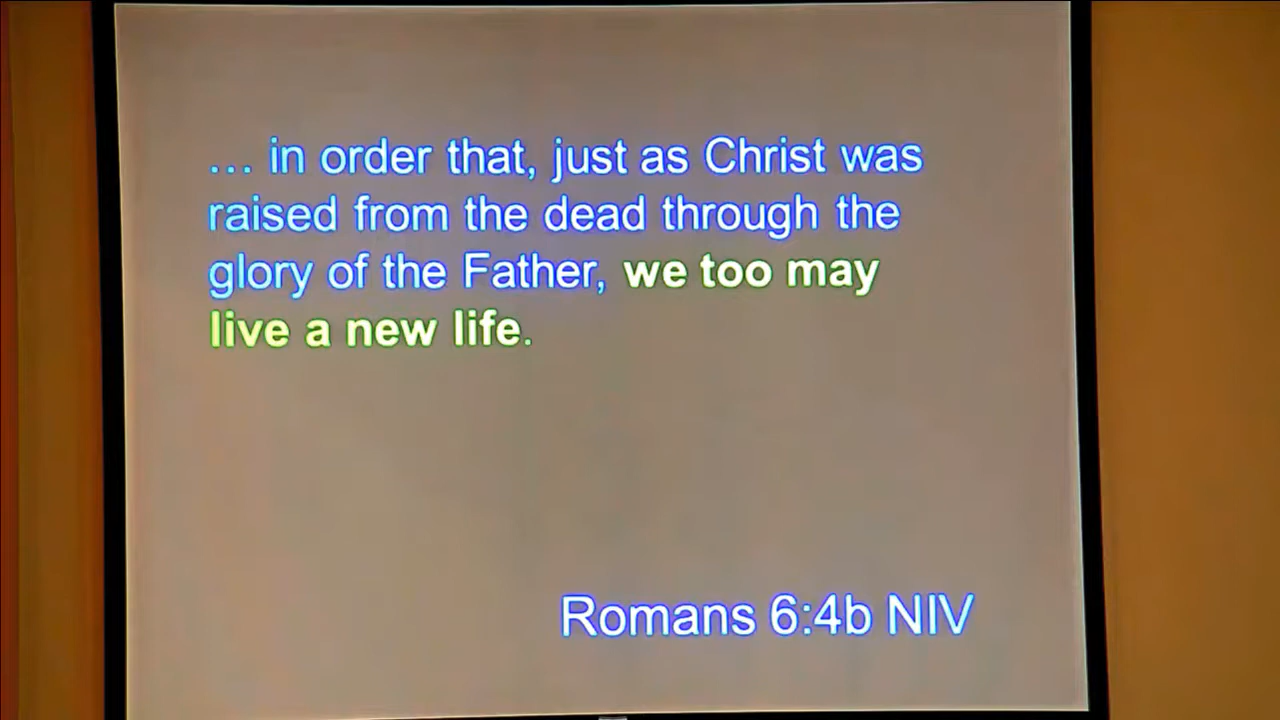 … in order that, just as Christ was
raised from the dead through the
glory of the Father, we too may
live a new life.
Romans 6:4b NIV